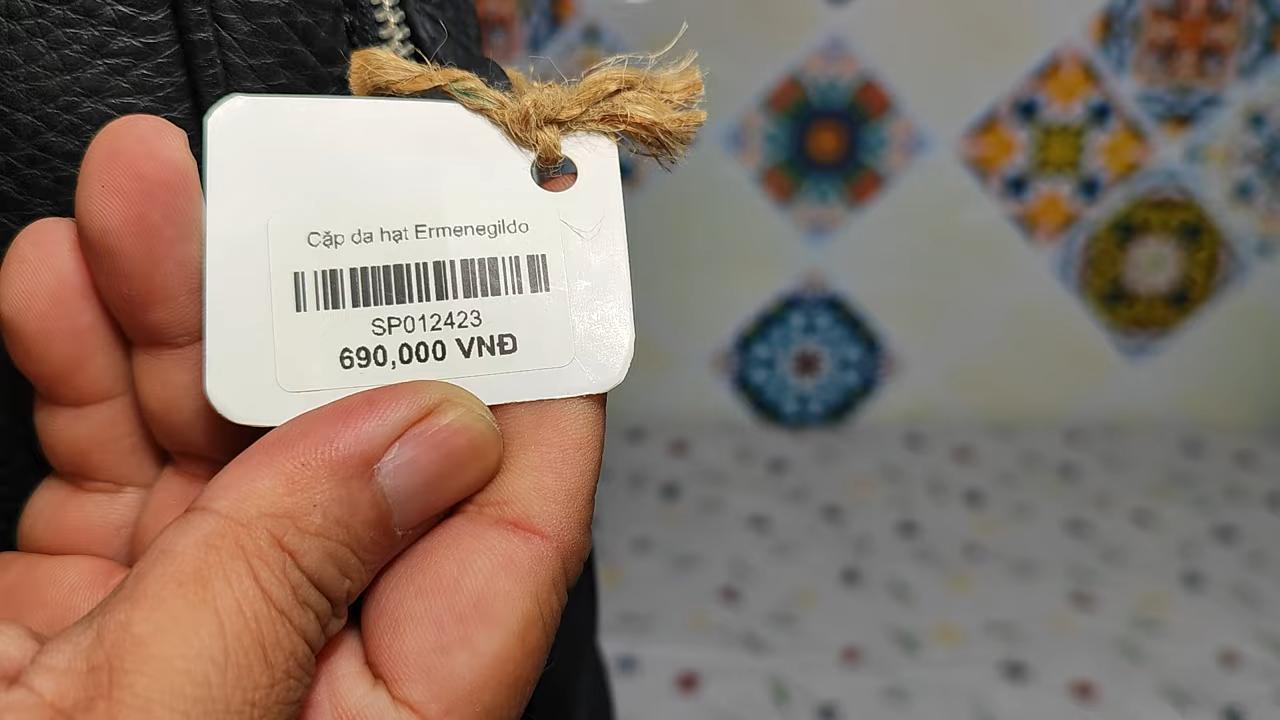 Cặp da hạt Ermenegildo
SP012423
690,000 VNĐ